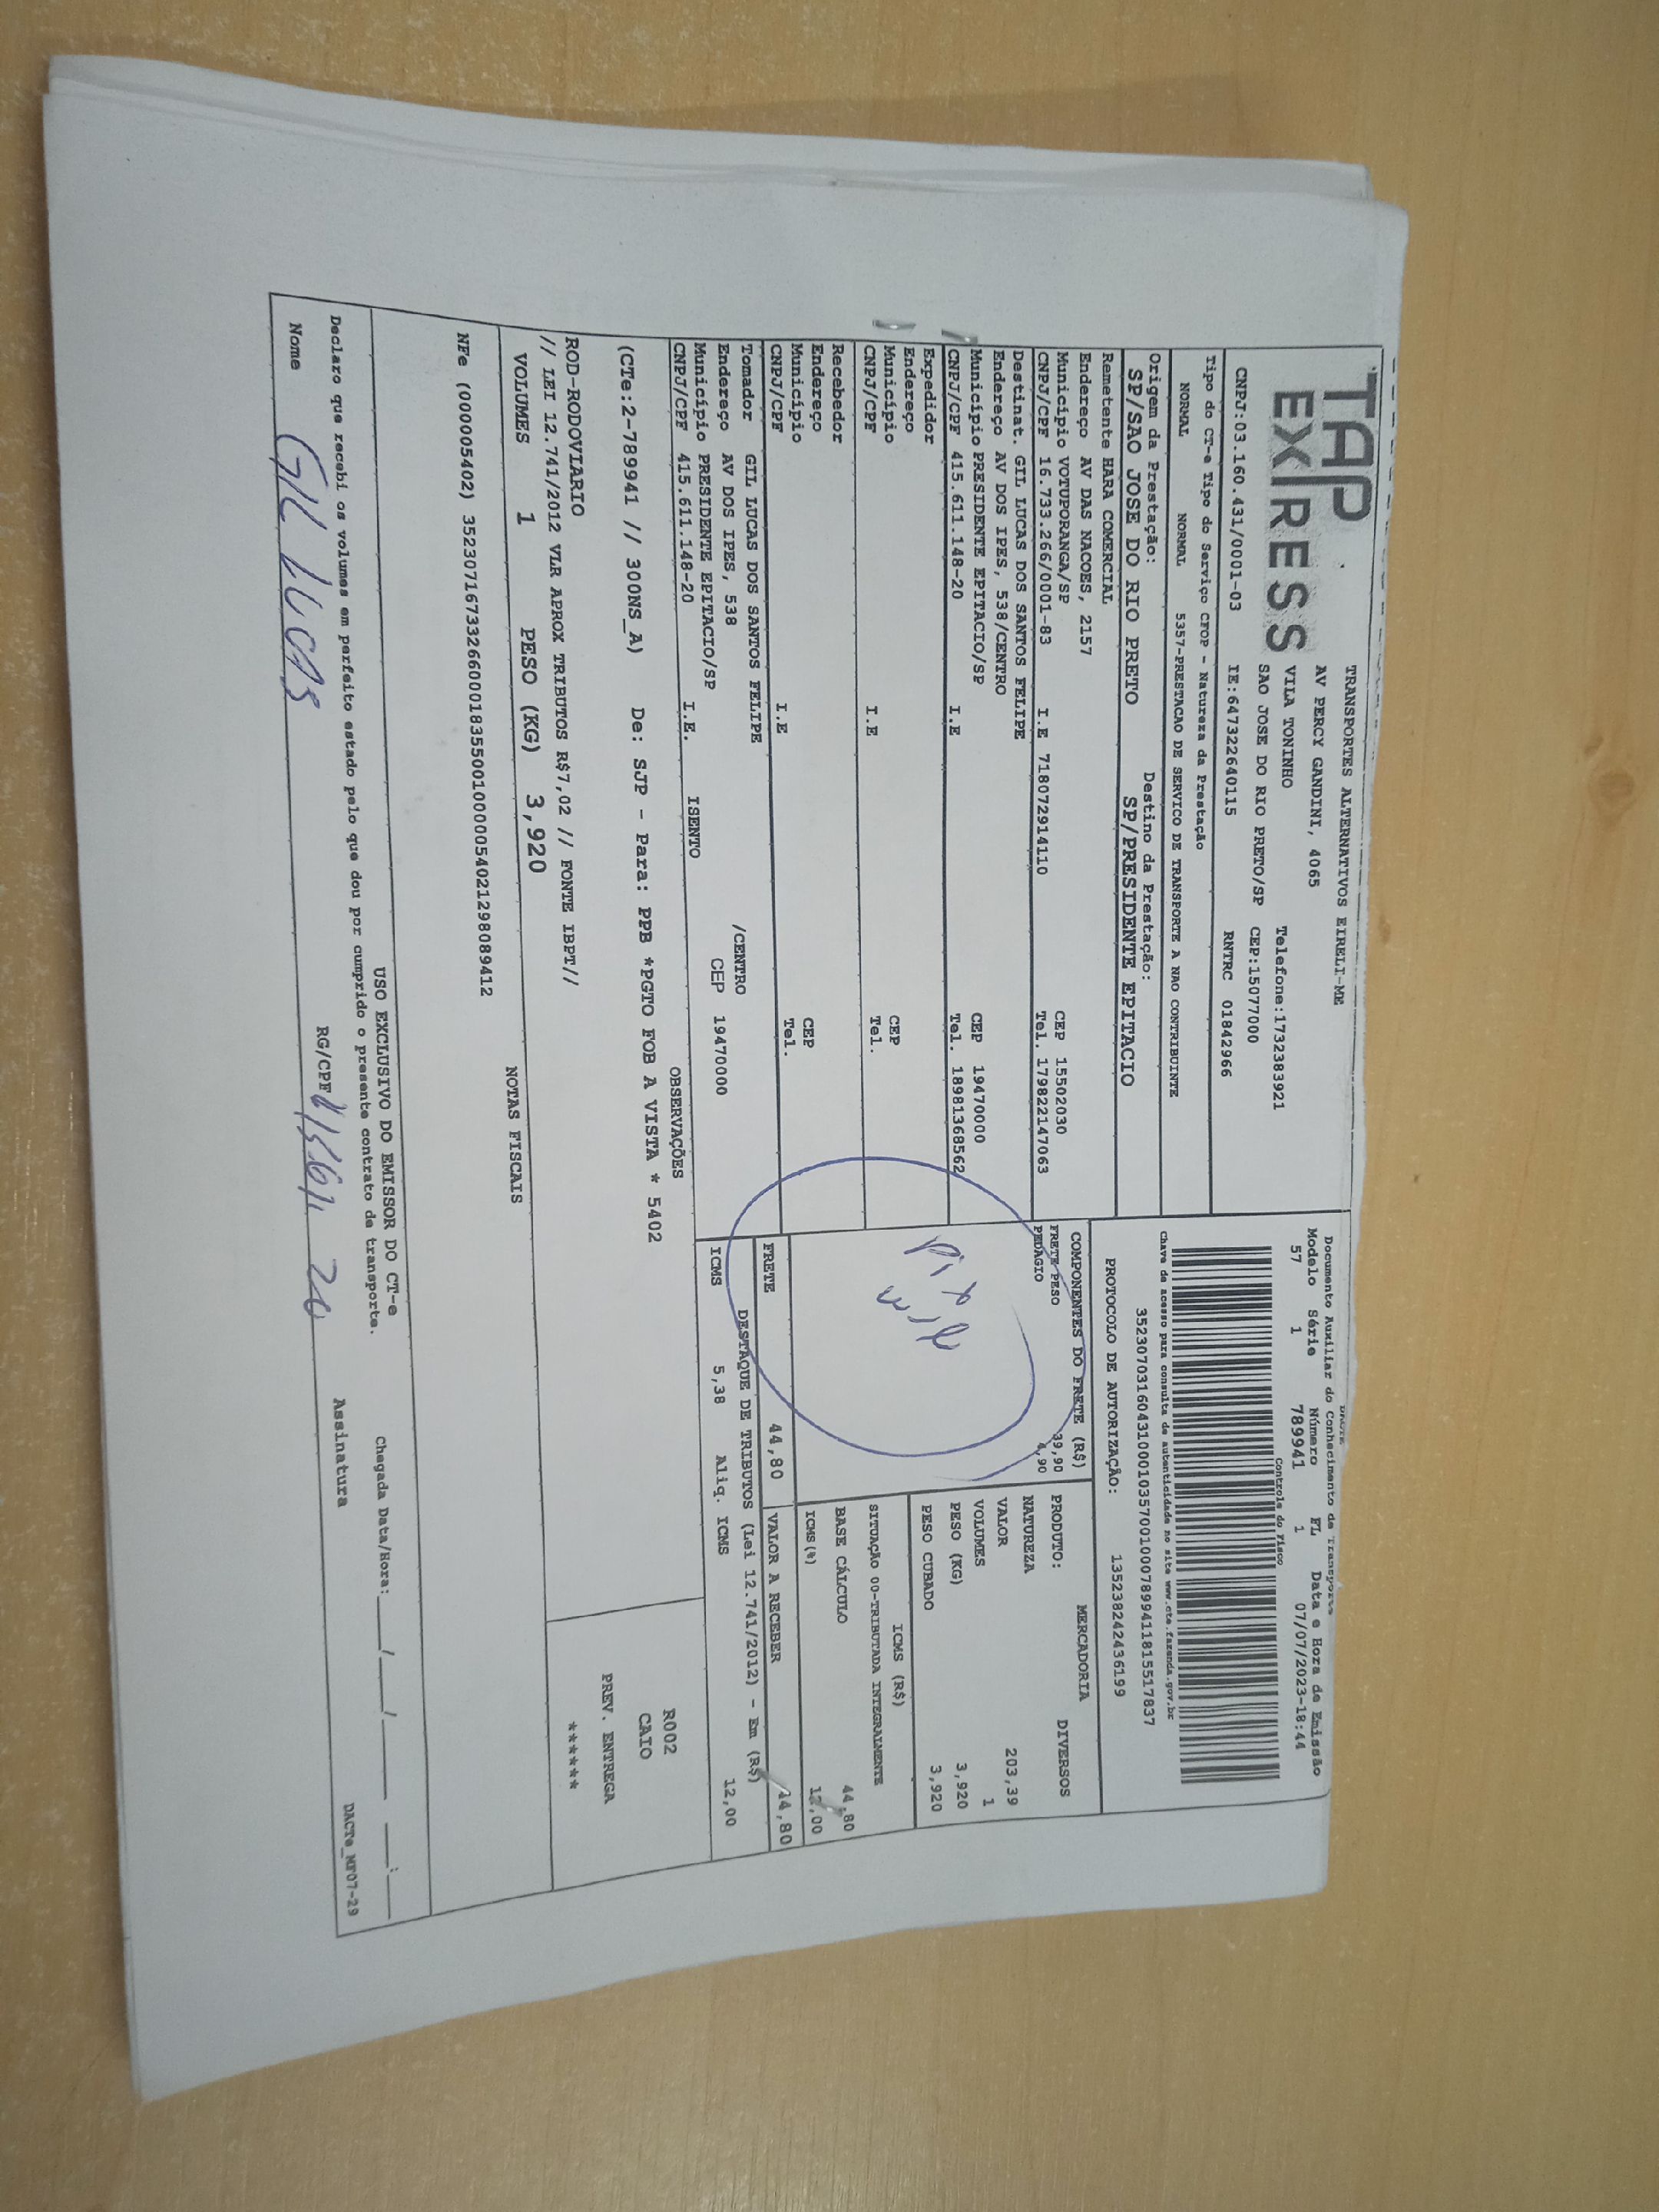 TAP
EXPRESS
TRANSPORTES ALTERNATIVOS EIRELI-ME
AV PERCY GANDINI, 4065
VILA TONINHO Telefone:1732383921
SAO JOSE DO RIO PRETO/SP CEP:15077000
CNPJ:03.160.431/0001-03 IE:647322640115 RNTRC 01842966
DACTE
Documento Auxiliar do Conhecimento de Transporte
Modelo Série Número FL Data e Hora de Emissão
57 1 789941 1 07/07/2023-18:44
Controle do Fisco
Chave de acesso para consulta de autenticidade no site www.cte.fazenda.gov.br
35230703160431000103570010007899411815517837
PROTOCOLO DE AUTORIZAÇÃO: 135238242436199
Tipo do CT-e Tipo do Serviço CFOP - Natureza da Prestação
NORMAL NORMAL 5357-PRESTACAO DE SERVICO DE TRANSPORTE A NAO CONTRIBUINTE
Origem da Prestação: Destino da Prestação:
SP/SAO JOSE DO RIO PRETO SP/PRESIDENTE EPITACIO
Remetente HARA COMERCIAL
Endereço AV DAS NACOES, 2157
Município VOTUPORANGA/SP CEP 15502030
CNPJ/CPF 16.733.266/0001-83 I.E 718072914110 Tel. 17982214​7063
Destinat. GIL LUCAS DOS SANTOS FELIPE
Endereço AV DOS IPES, 538/CENTRO
Município PRESIDENTE EPITACIO/SP CEP 19470000
CNPJ/CPF 415.611.148-20 I.E Tel. 18981368562
Expedidor
Endereço
Município CEP
CNPJ/CPF I.E Tel.
Recebedor
Endereço
Município CEP
CNPJ/CPF I.E Tel.
Tomador GIL LUCAS DOS SANTOS FELIPE
Endereço AV DOS IPES, 538 /CENTRO
Município PRESIDENTE EPITACIO/SP CEP 19470000
CNPJ/CPF 415.611.148-20 I.E. ISENTO
COMPONENTES DO FRETE (R$)
FRETE PESO 39,90
PEDAGIO 4,90
pix
FRETE 44,80
MERCADORIA
PRODUTO: DIVERSOS
NATUREZA
VALOR 203,39
VOLUMES 1
PESO (KG) 3,920
PESO CUBADO 3,920
ICMS (R$)
SITUAÇÃO 00-TRIBUTADA INTEGRALMENTE
BASE CÁLCULO 44,80
ICMS(%) 12,00
VALOR A RECEBER 44,80
DESTAQUE DE TRIBUTOS (Lei 12.741/2012) - Em (R$)
ICMS 5,38 Aliq. ICMS 12,00
OBSERVAÇÕES
(CTe:2-789941 // 300NS_A) De: SJP - Para: PPB *PGTO FOB A VISTA * 5402
R002
CAIO
PREV. ENTREGA
******
ROD-RODOVIARIO
// LEI 12.741/2012 VLR APROX TRIBUTOS R$7,02 // FONTE IBPT//
VOLUMES 1 PESO (KG) 3,920
NOTAS FISCAIS
NFe (000005402) 35230716733266000183550010000054021298089412
USO EXCLUSIVO DO EMISSOR DO CT-e
Declaro que recebi os volumes em perfeito estado pelo que dou por cumprido o presente contrato de transporte.
Chegada Data/Hora: ___/___/_____ ___:___
Nome GIL LUCAS RG/CPF Assinatura
DACTe_MF07-29